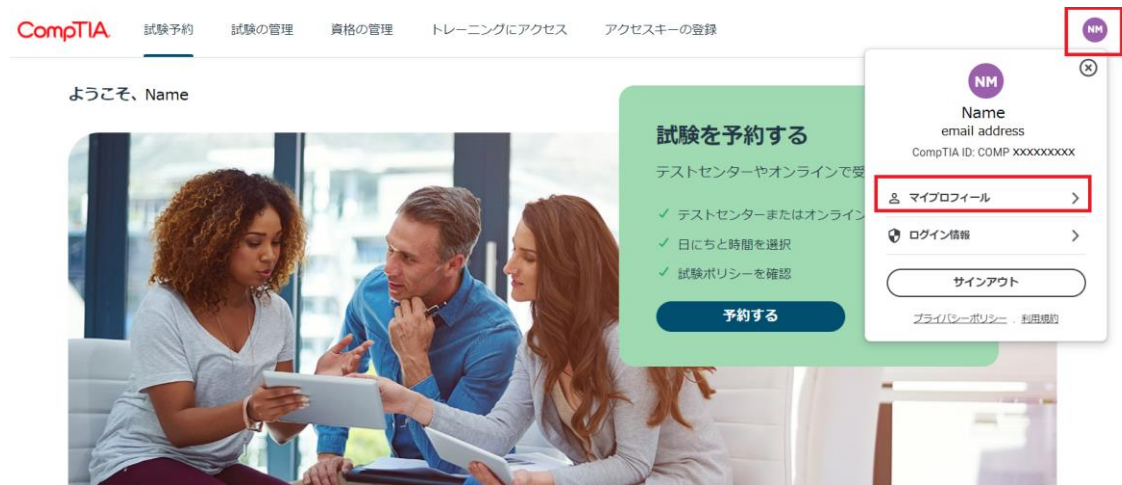 CompTIA. 試験予約 試験の管理 資格の管理 トレーニングにアクセス アクセスキーの登録 NM
ようこそ、Name
試験を予約する
テストセンターやオンラインで受
✓ テストセンターまたはオンライン
✓ 日にちと時間を選択
✓ 試験ポリシーを確認
予約する
NM
Name
email address
CompTIA ID: COMP xxxxxxxxx
マイプロフィール
ログイン情報
サインアウト
プライバシーポリシー . 利用規約